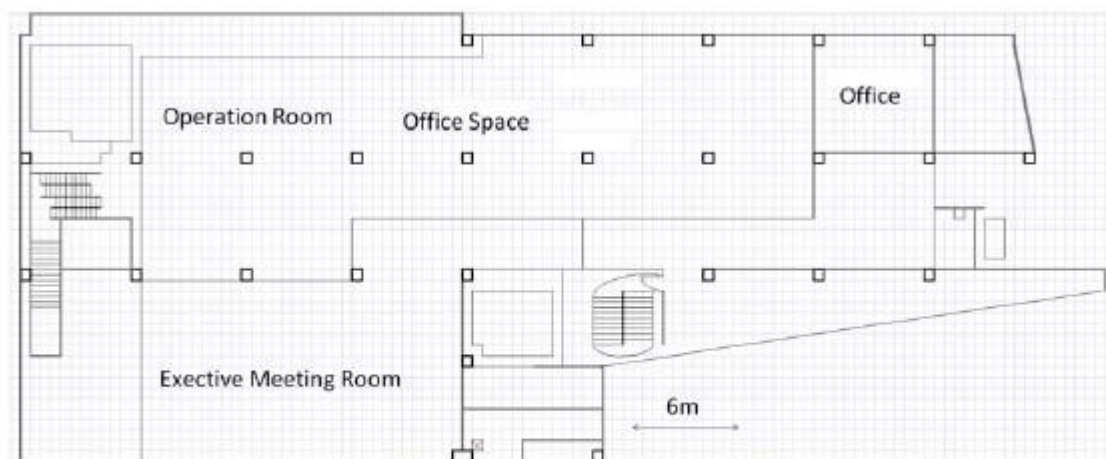 Office
Operation Room
Office Space
Exective Meeting Room
6m